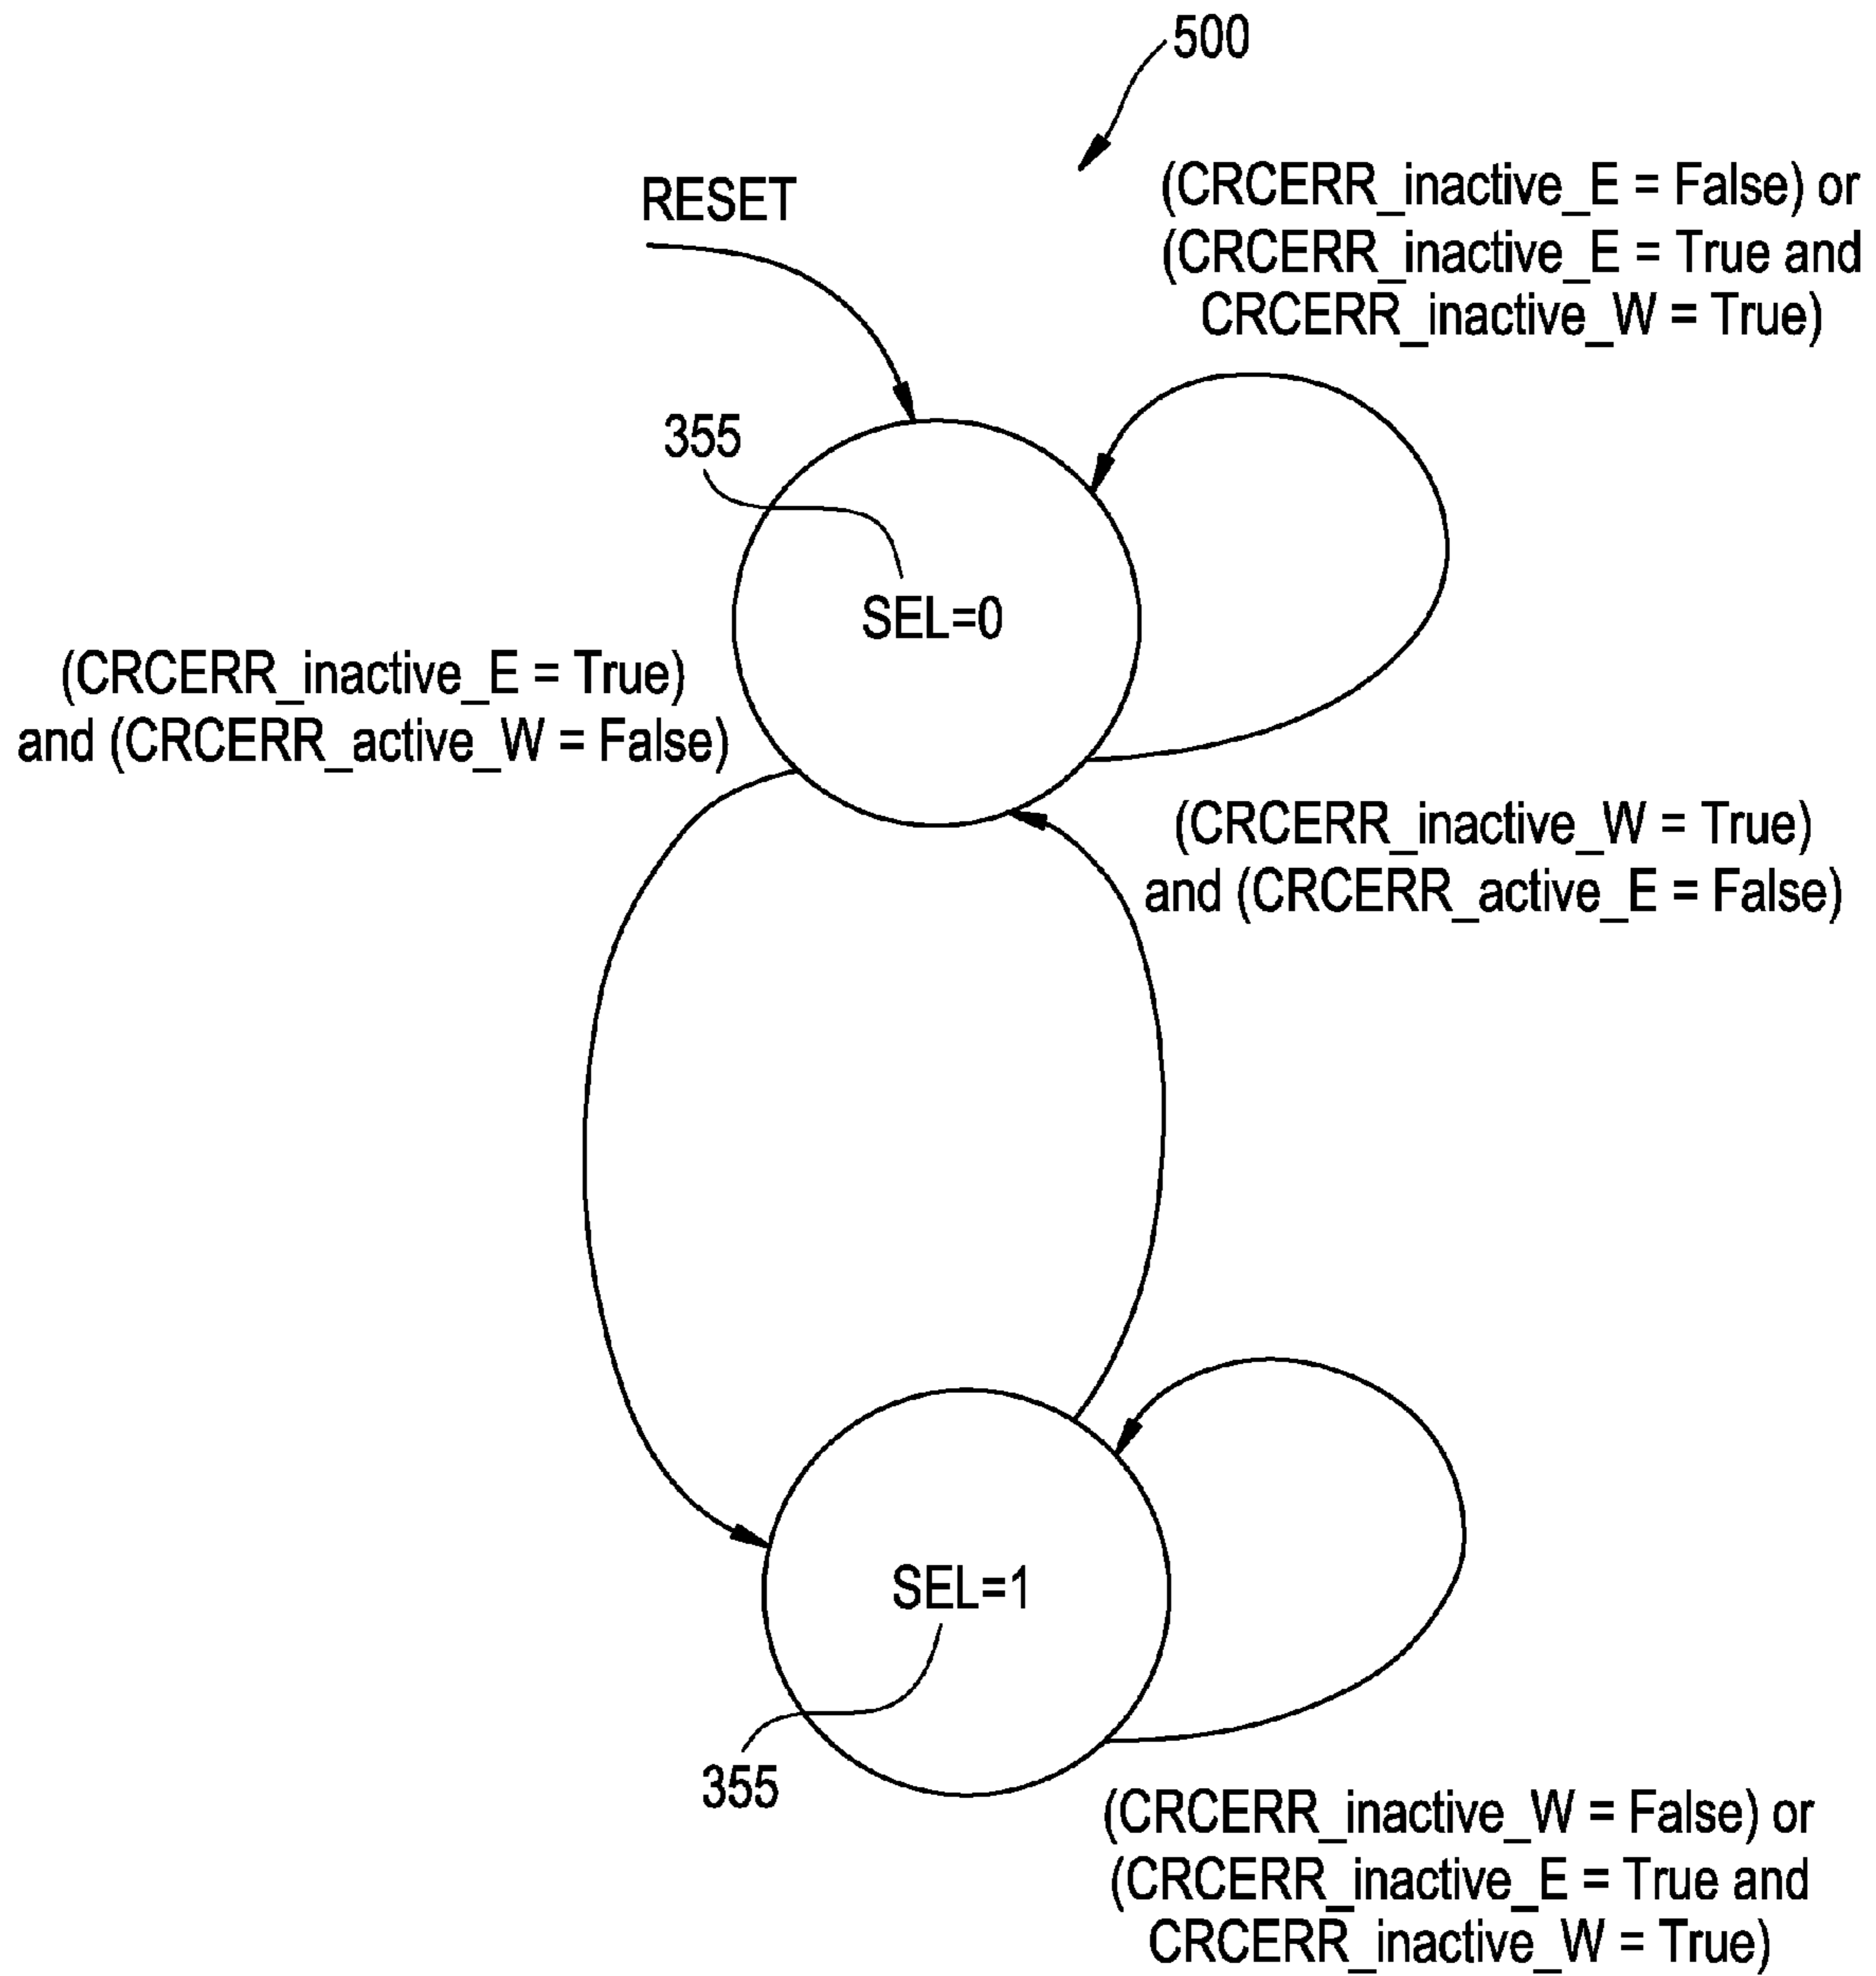 500
RESET
(CRCERR_inactive_E = False) or
(CRCERR_inactive_E = True and
CRCERR_inactive_W = True)
355
SEL=0
(CRCERR_inactive_E = True)
and (CRCERR_active_W = False)
(CRCERR_inactive_W = True)
and (CRCERR_active_E = False)
SEL=1
355
(CRCERR_inactive_W = False) or
(CRCERR_inactive_E = True and
CRCERR_inactive_W = True)